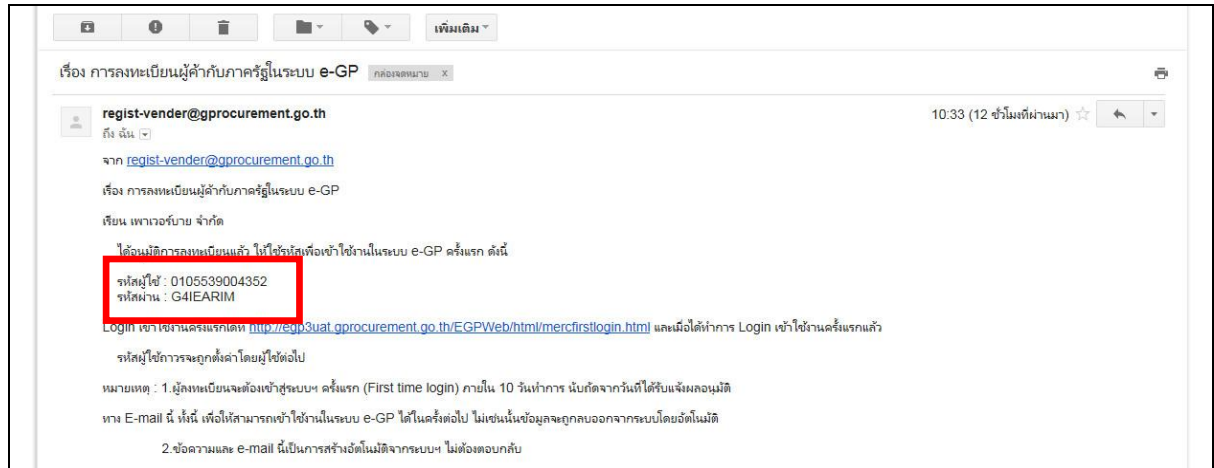 เพิ่มเติม
เรื่อง การลงทะเบียนผู้ค้ากับภาครัฐในระบบ e-GP กล่องจดหมาย x
regist-vender@gprocurement.go.th 10:33 (12 ชั่วโมงที่ผ่านมา)
ถึง ฉัน
จาก regist-vender@gprocurement.go.th
เรื่อง การลงทะเบียนผู้ค้ากับภาครัฐในระบบ e-GP
เรียน เพาเวอร์บาย จำกัด
ได้อนุมัติการลงทะเบียนแล้ว ให้ใช้รหัสเพื่อเข้าใช้งานในระบบ e-GP ครั้งแรก ดังนี้
รหัสผู้ใช้ : 0105539004352
รหัสผ่าน : G4IEARIM
Login เข้าใช้งานครั้งแรกได้ที่ http://egp3uat.gprocurement.go.th/EGPWeb/html/mercfirstlogin.html และเมื่อได้ทำการ Login เข้าใช้งานครั้งแรกแล้ว
รหัสผู้ใช้ถาวรจะถูกตั้งค่าโดยผู้ใช้ต่อไป
หมายเหตุ : 1.ผู้ลงทะเบียนจะต้องเข้าสู่ระบบฯ ครั้งแรก (First time login) ภายใน 10 วันทำการ นับถัดจากวันที่ได้รับแจ้งผลอนุมัติ
ทาง E-mail นี้ ทั้งนี้ เพื่อให้สามารถเข้าใช้งานในระบบ e-GP ได้ในครั้งต่อไป ไม่เช่นนั้นข้อมูลจะถูกลบออกจากระบบโดยอัตโนมัติ
2.ข้อความและ e-mail นี้เป็นการสร้างอัตโนมัติจากระบบฯ ไม่ต้องตอบกลับ